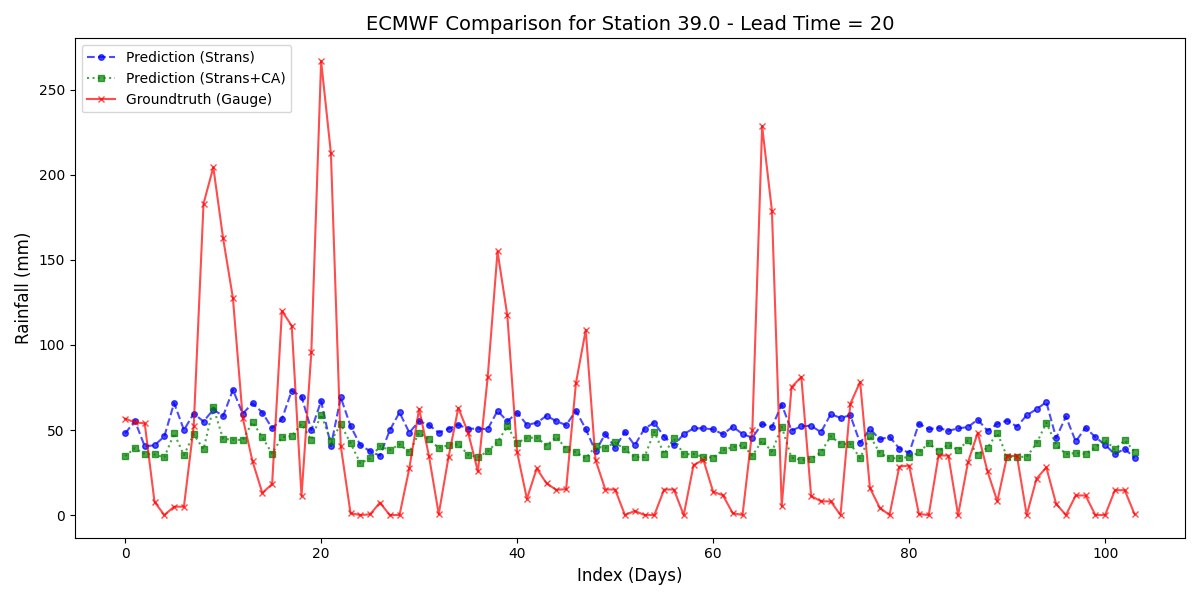 ECMWF Comparison for Station 39.0 - Lead Time = 20
Prediction (Strans)
Prediction (Strans+CA)
Groundtruth (Gauge)
Rainfall (mm)
250
200
150
100
50
0
0 20 40 60 80 100
Index (Days)